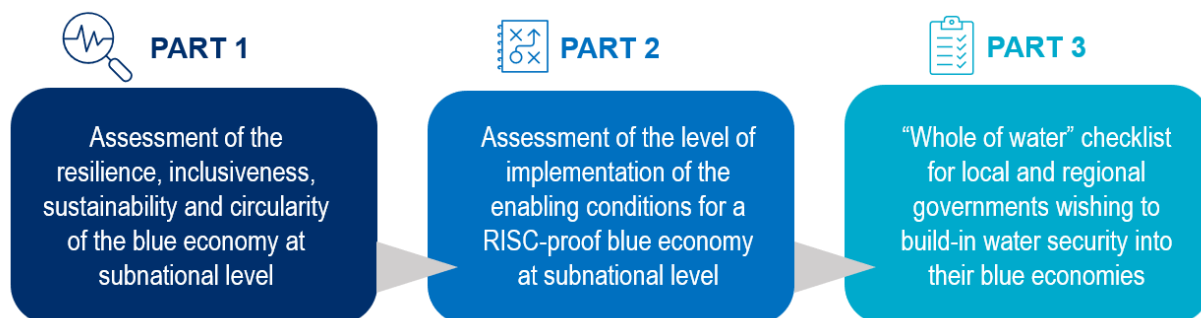 PART 1
Assessment of the
resilience, inclusiveness,
sustainability and circularity
of the blue economy at
subnational level
PART 2
Assessment of the level of
implementation of the
enabling conditions for a
RISC-proof blue economy
at subnational level
PART 3
“Whole of water” checklist
for local and regional
governments wishing to
build-in water security into
their blue economies